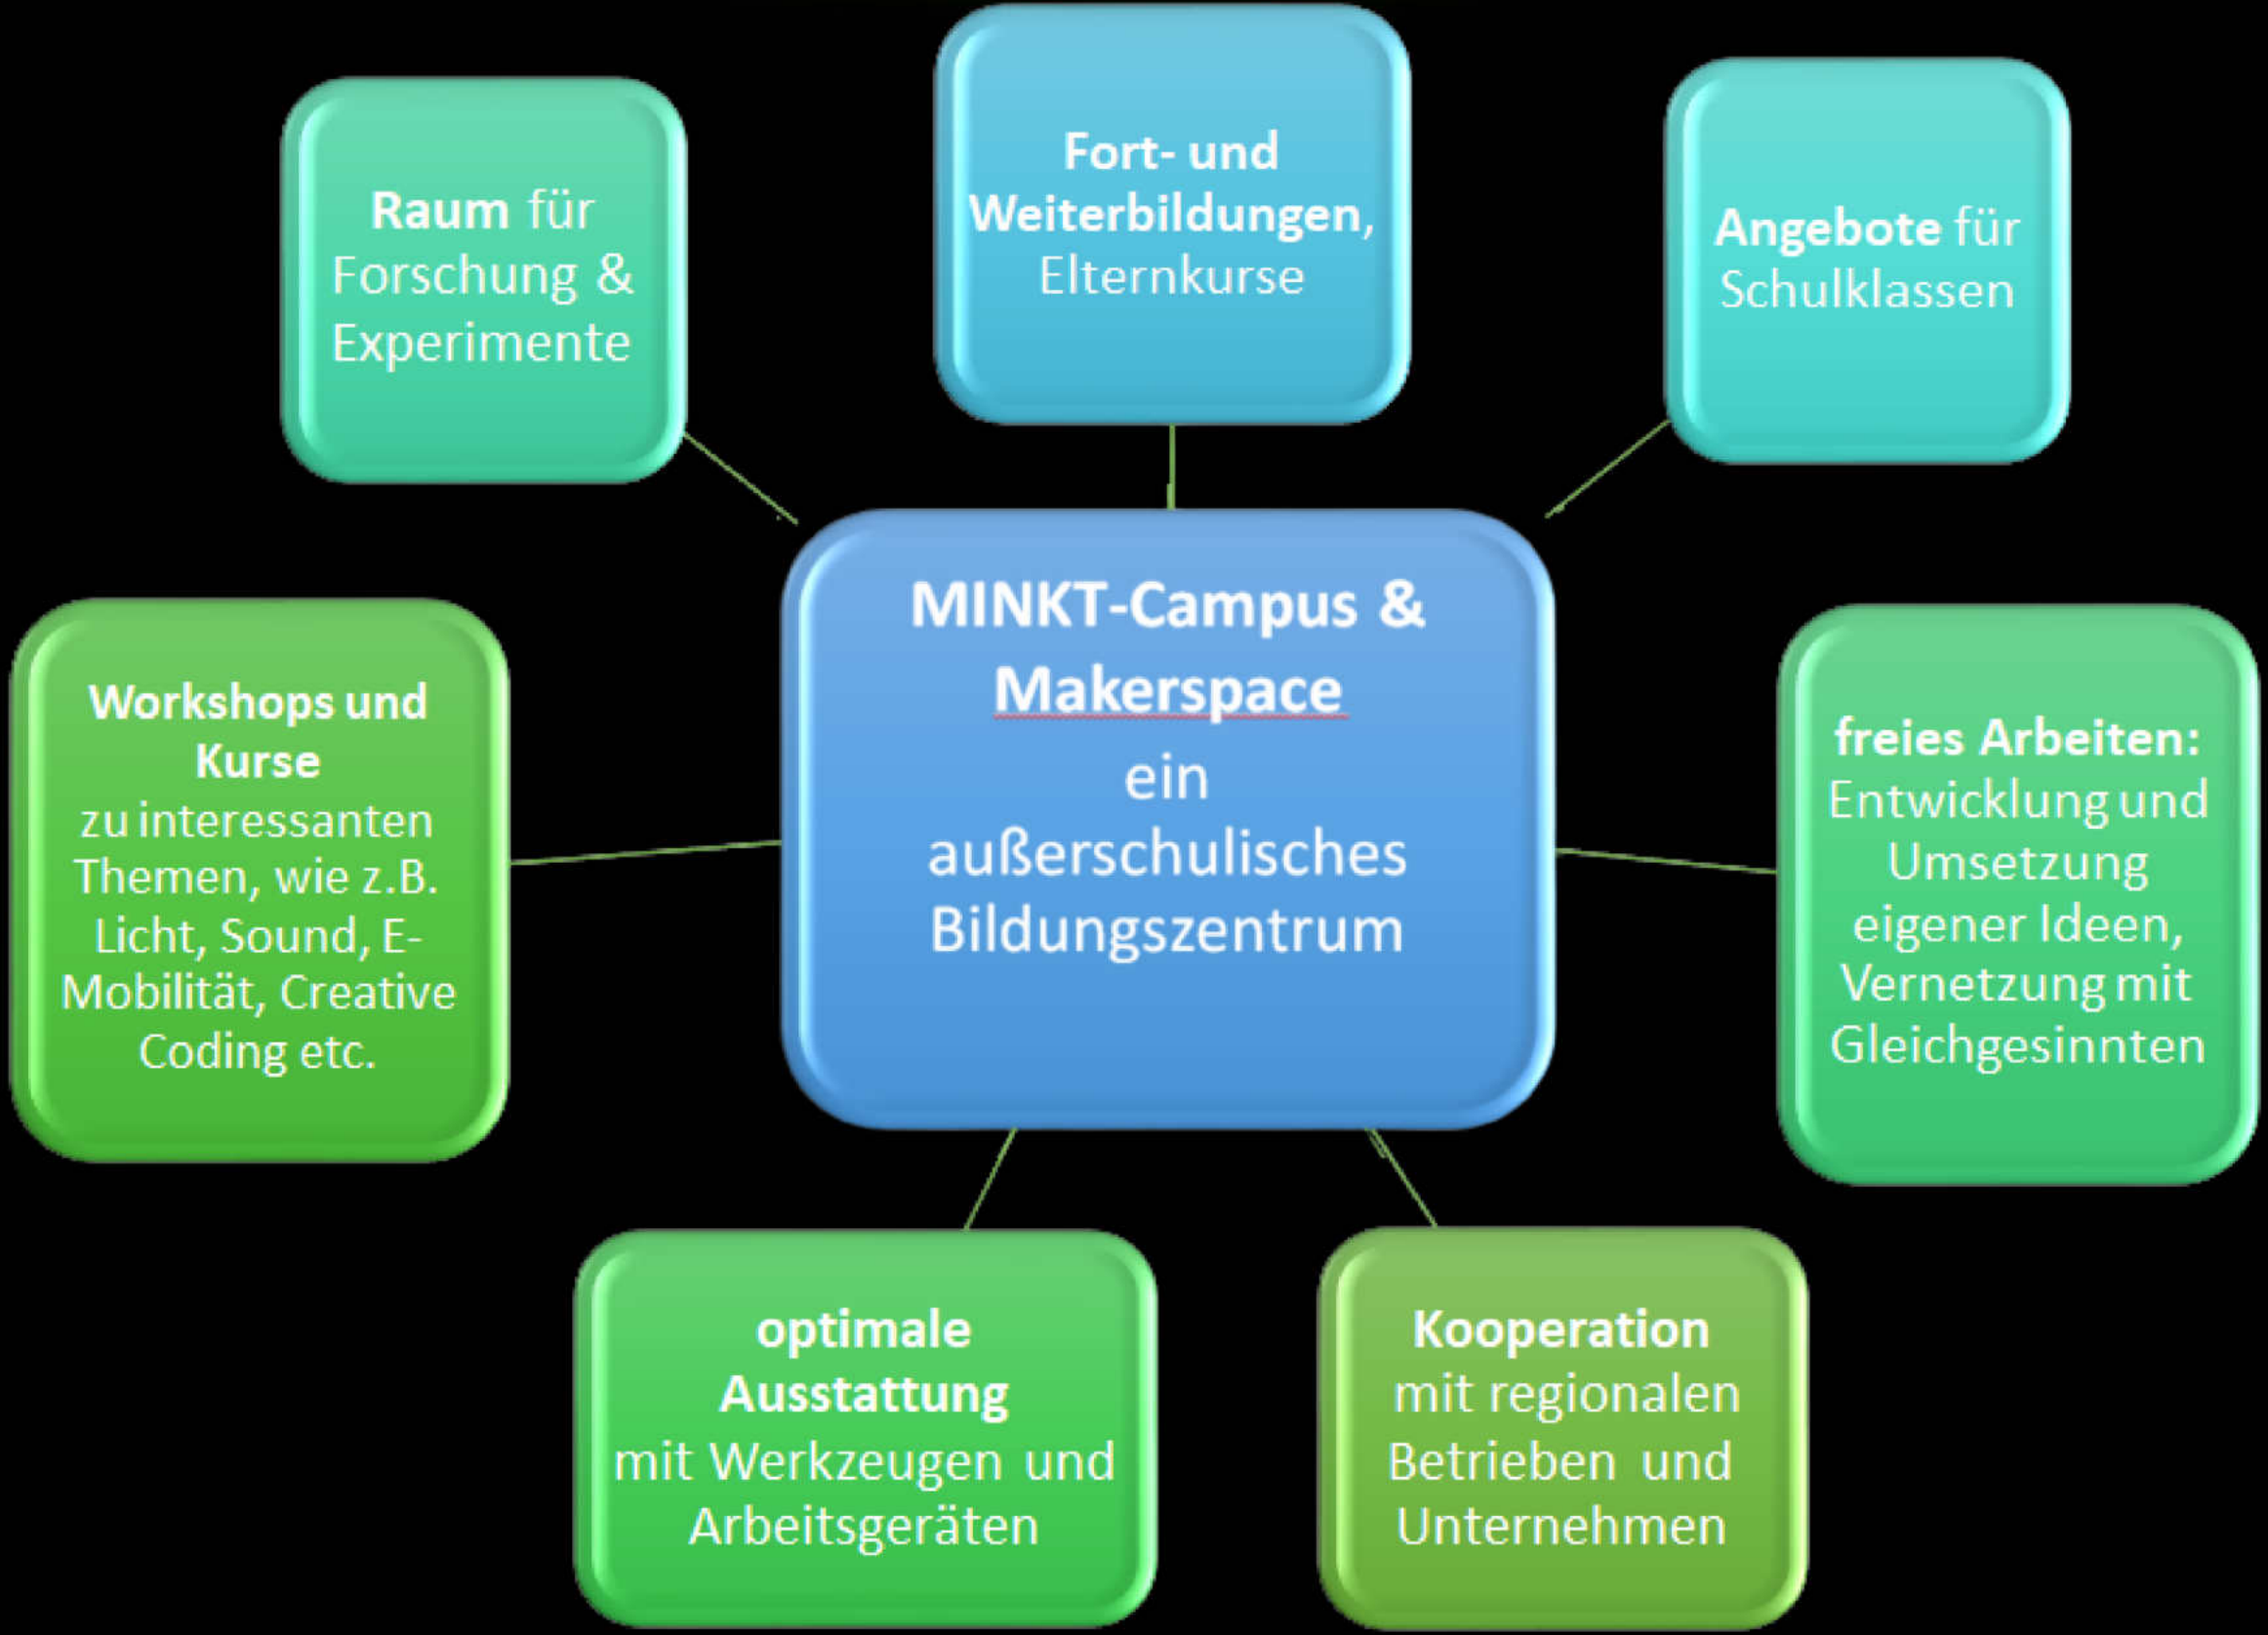 Raum für
Forschung &
Experimente
Fort- und
Weiterbildungen,
Elternkurse
Angebote für
Schulklassen
MINKT-Campus &
Makerspace
ein
außerschulisches
Bildungszentrum
Workshops und
Kurse
zu interessanten
Themen, wie z.B.
Licht, Sound, E-
Mobilität, Creative
Coding etc.
freies Arbeiten:
Entwicklung und
Umsetzung
eigener Ideen,
Vernetzung mit
Gleichgesinnten
optimale
Ausstattung
mit Werkzeugen und
Arbeitsgeräten
Kooperation
mit regionalen
Betrieben und
Unternehmen